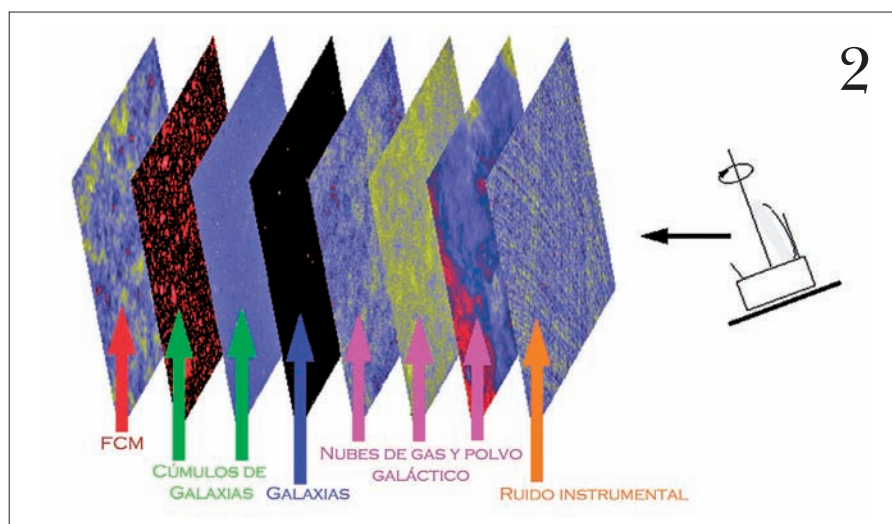 2
FCM
CÚMULOS DE
GALAXIAS
GALAXIAS
NUBES DE GAS Y POLVO
GALÁCTICO
RUIDO INSTRUMENTAL